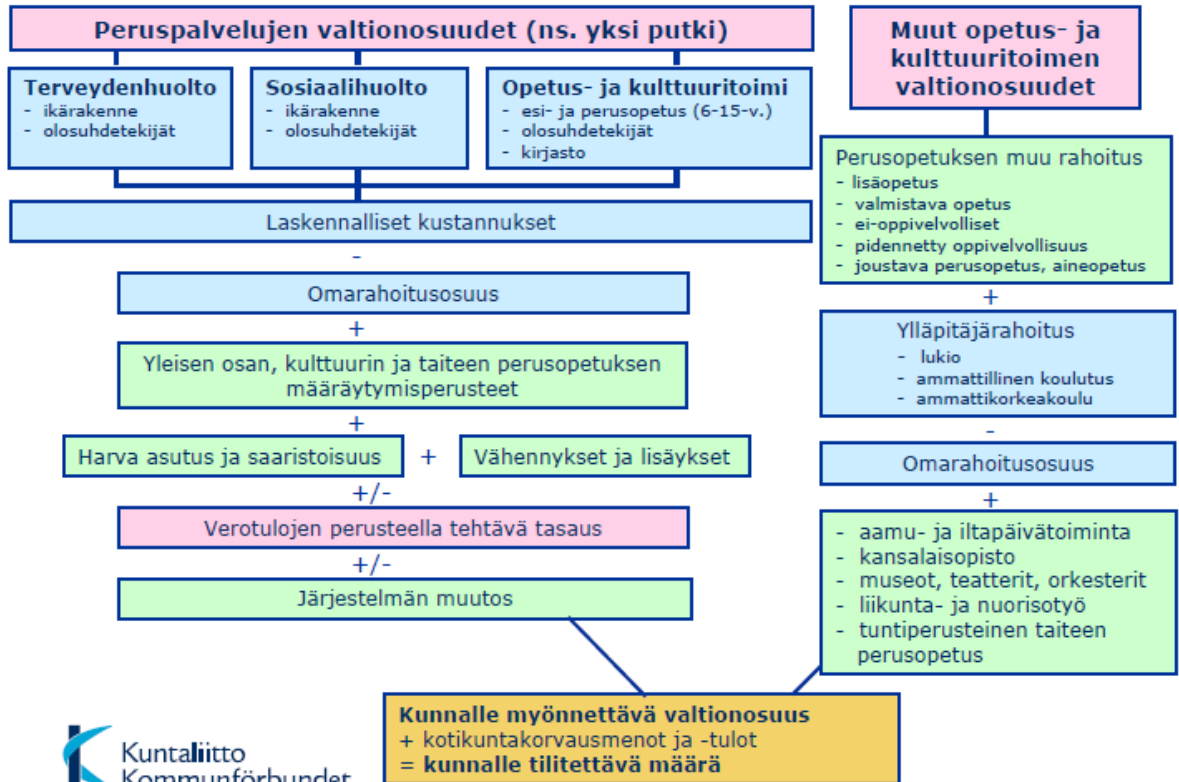 Peruspalvelujen valtionosuudet (ns. yksi putki)
Terveydenhuolto
- ikärakenne
- olosuhdetekijät
Sosiaalihuolto
- ikärakenne
- olosuhdetekijät
Opetus- ja kulttuuritoimi
- esi- ja perusopetus (6-15-v.)
- olosuhdetekijät
- kirjasto
Laskennalliset kustannukset
-
Omarahoitusosuus
+
Yleisen osan, kulttuurin ja taiteen perusopetuksen
määräytymisperusteet
+
Harva asutus ja saaristoisuus
+
Vähennykset ja lisäykset
+/-
Verotulojen perusteella tehtävä tasaus
+/-
Järjestelmän muutos
Muut opetus- ja
kulttuuritoimen
valtionosuudet
Perusopetuksen muu rahoitus
- lisäopetus
- valmistava opetus
- ei-oppivelvolliset
- pidennetty oppivelvollisuus
- joustava perusopetus, aineopetus
+
Ylläpitäjärahoitus
- lukio
- ammattillinen koulutus
- ammattikorkeakoulu
-
Omarahoitusosuus
+
- aamu- ja iltapäivätoiminta
- kansalaisopisto
- museot, teatterit, orkesterit
- liikunta- ja nuorisotyö
- tuntiperusteinen taiteen
perusopetus
Kunnalle myönnettävä valtionosuus
+ kotikuntakorvausmenot ja -tulot
= kunnalle tilitettävä määrä
Kuntaliitto
Kommunförbundet